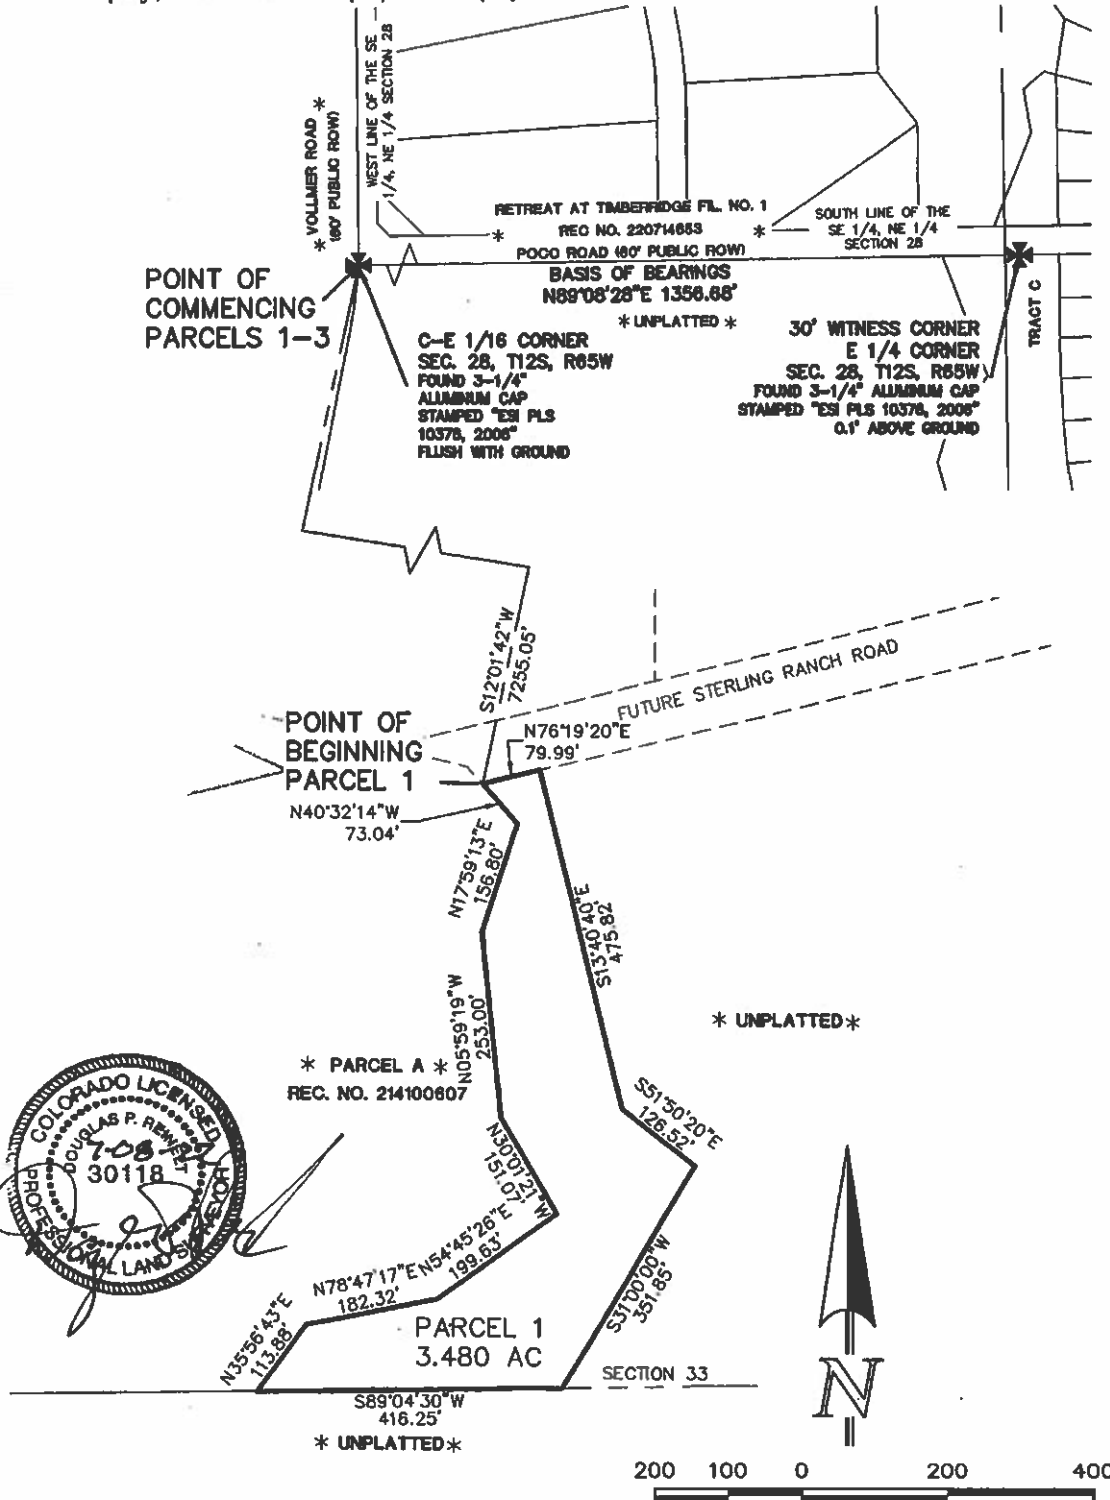 * VOLLMER ROAD *
(60' PUBLIC ROW)
WEST LINE OF THE SE
1/4, NE 1/4 SECTION 28
RETREAT AT TIMBERRIDGE FIL. NO. 1
* REC NO. 220714653 *
SOUTH LINE OF THE
SE 1/4, NE 1/4
SECTION 28
POCO ROAD (60' PUBLIC ROW)
BASIS OF BEARINGS
N89°08'28"E 1356.68'
* UNPLATTED *
POINT OF
COMMENCING
PARCELS 1-3
C-E 1/16 CORNER
SEC. 28, T12S, R65W
FOUND 3-1/4"
ALUMINUM CAP
STAMPED "ESI PLS
10376, 2006"
FLUSH WITH GROUND
30' WITNESS CORNER
E 1/4 CORNER
SEC. 28, T12S, R65W
FOUND 3-1/4" ALUMINUM CAP
STAMPED "ESI PLS 10376, 2006"
0.1' ABOVE GROUND
TRACT C
S12°01'42"W
7255.05'
FUTURE STERLING RANCH ROAD
POINT OF
BEGINNING
PARCEL 1
N76°19'20"E
79.99'
N40°32'14"W
73.04'
N17°59'13"E
156.80'
S13°40'40"E
475.82'
N05°59'19"W
253.00'
* UNPLATTED *
* PARCEL A *
REC. NO. 214100607
S51°50'20"E
126.52'
N30°01'21"W
151.07'
COLORADO LICENSED
DOUGLAS P. REINELT
30118
PROFESSIONAL LAND SURVEYOR
N54°45'26"E
199.63'
N78°47'17"E
182.32'
S31°00'00"W
351.85'
N35°56'43"E
113.88'
PARCEL 1
3.480 AC
SECTION 33
S89°04'30"W
416.25'
* UNPLATTED *
N
200 100 0 200 400